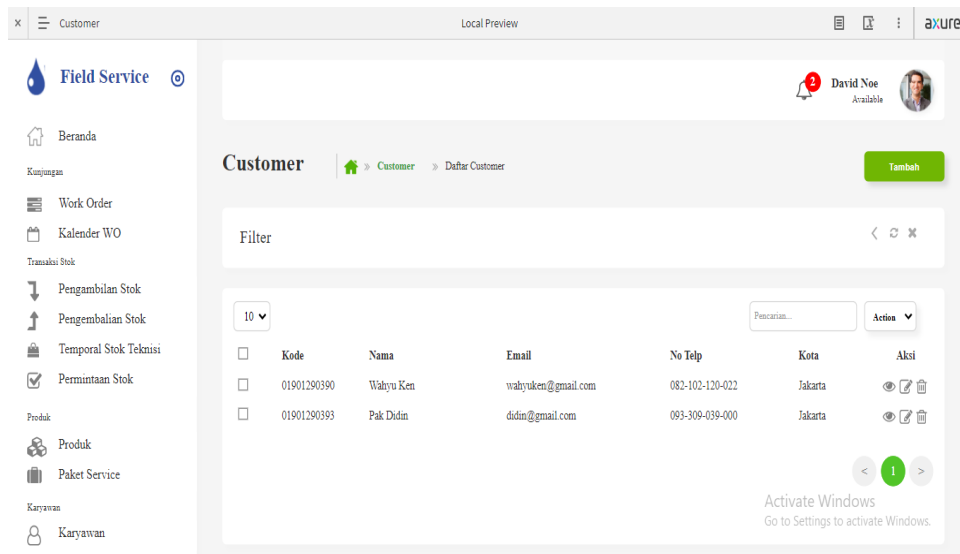 Customer
Local Preview
axure
Field Service
2
David Noe
Available
Beranda
Kunjungan
Work Order
Kalender WO
Transaksi Stok
Pengambilan Stok
Pengembalian Stok
Temporal Stok Teknisi
Permintaan Stok
Produk
Produk
Paket Service
Karyawan
Karyawan
Customer
» Customer » Daftar Customer
Tambah
Filter
10
Pencarian...
Action
Kode Nama Email No Telp Kota Aksi
01901290390 Wahyu Ken wahyuken@gmail.com 082-102-120-022 Jakarta
01901290393 Pak Didin didin@gmail.com 093-309-039-000 Jakarta
< 1 >
Activate Windows
Go to Settings to activate Windows.